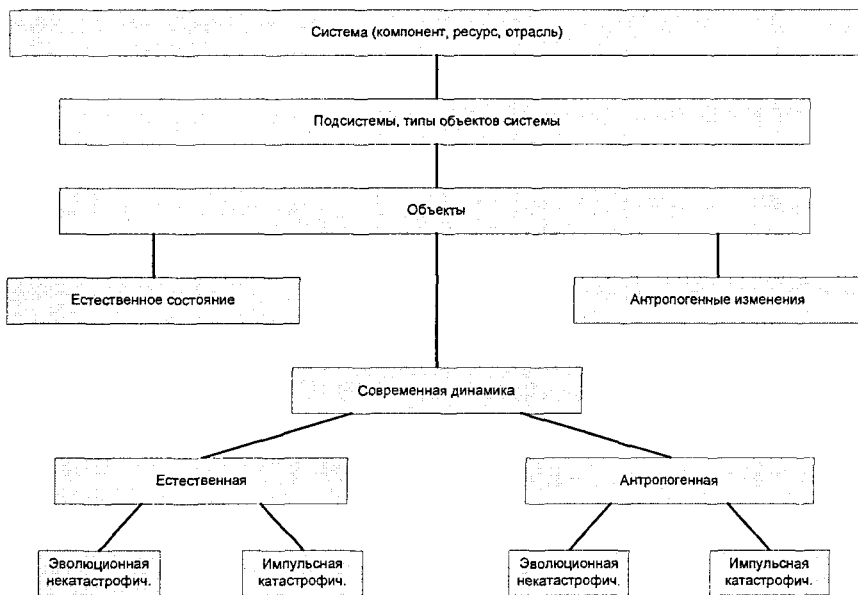 Система (компонент, ресурс, отрасль)
Подсистемы, типы объектов системы
Объекты
Естественное состояние
Антропогенные изменения
Современная динамика
Естественная
Антропогенная
Эволюционная
некатастрофич.
Импульсная
катастрофич.
Эволюционная
некатастрофич.
Импульсная
катастрофич.